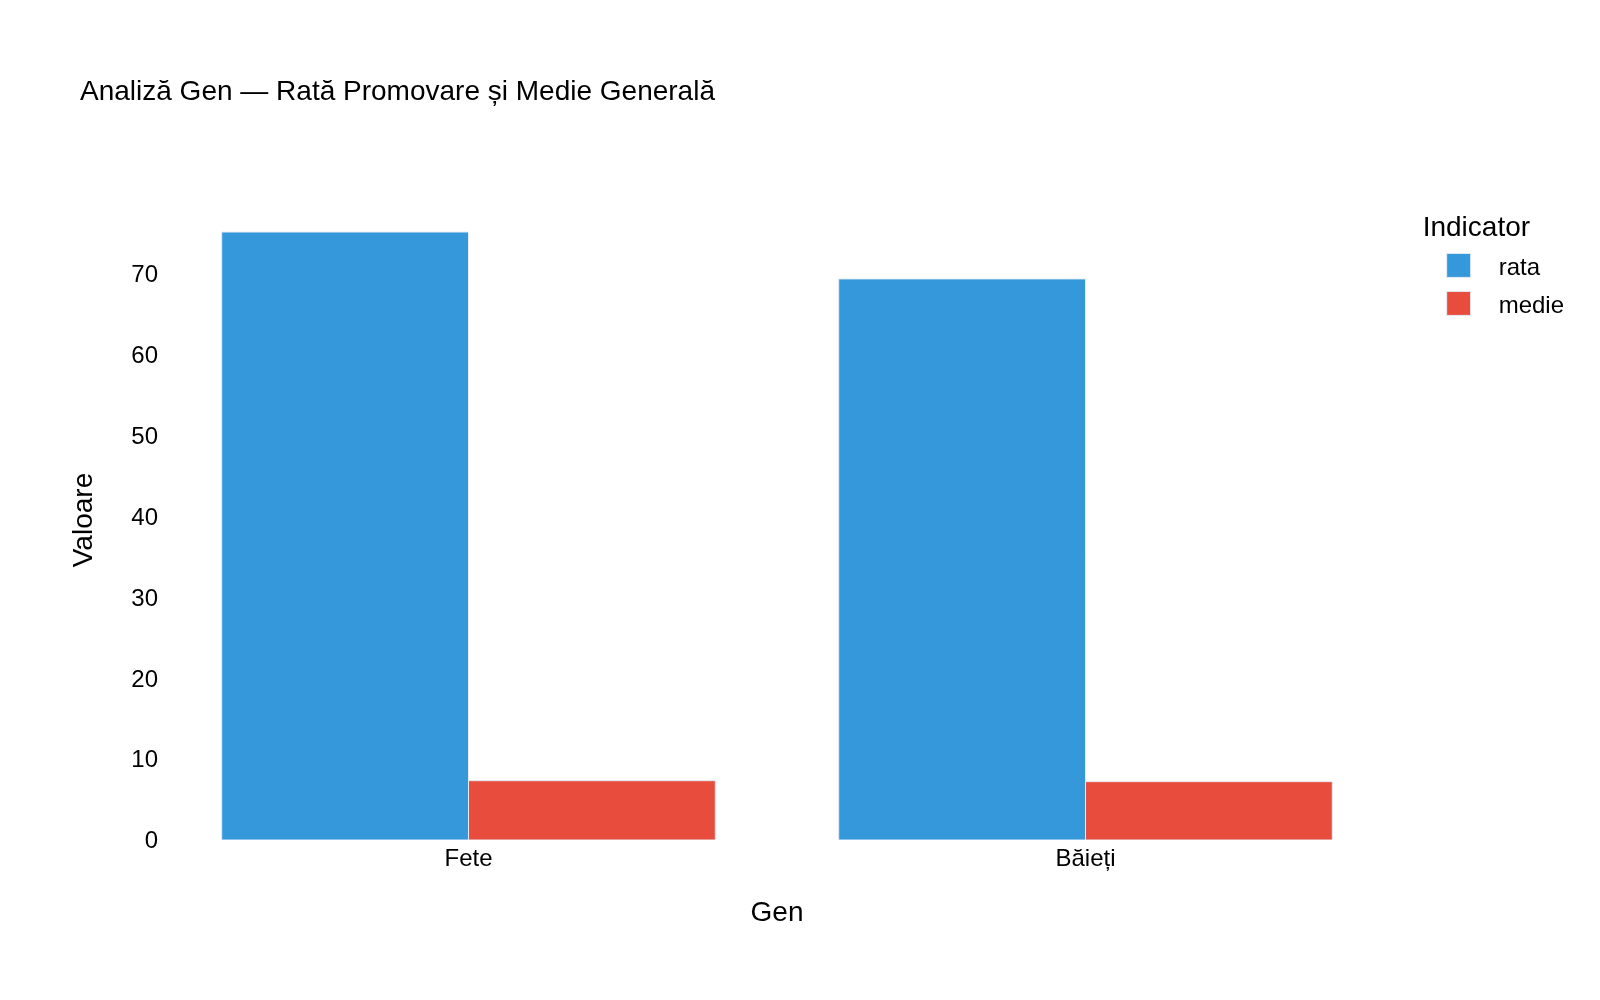 Analiză Gen — Rată Promovare și Medie Generală
Indicator
rata
medie
Valoare
70
60
50
40
30
20
10
0
Fete
Băieți
Gen